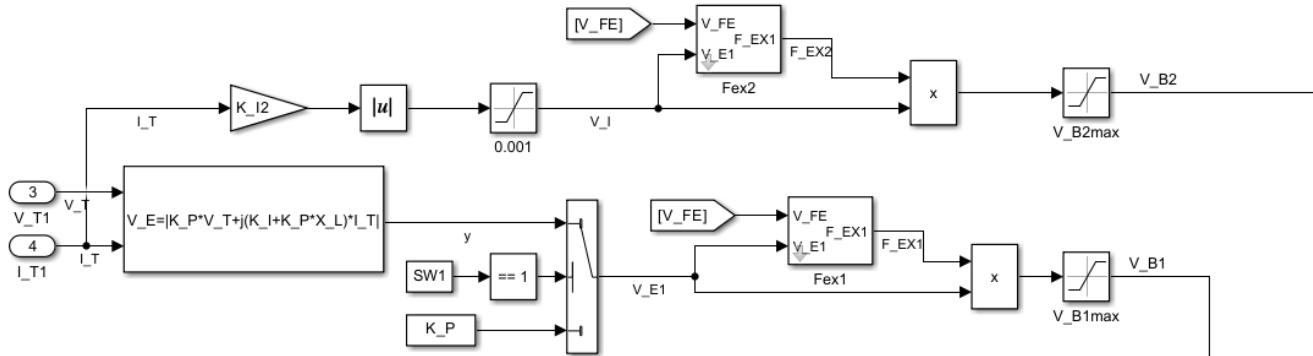 [V_FE]
V_FE
F_EX1
V_E1
F_EX2
Fex2
K_I2
|u|
I_T
0.001
V_I
x
V_B2
V_B2max
3
V_T1
V_T
4
I_T1
I_T
V_E=|K_P*V_T+j(K_I+K_P*X_L)*I_T|
y
SW1
== 1
K_P
V_E1
[V_FE]
V_FE
F_EX1
V_E1
F_EX1
Fex1
x
V_B1
V_B1max